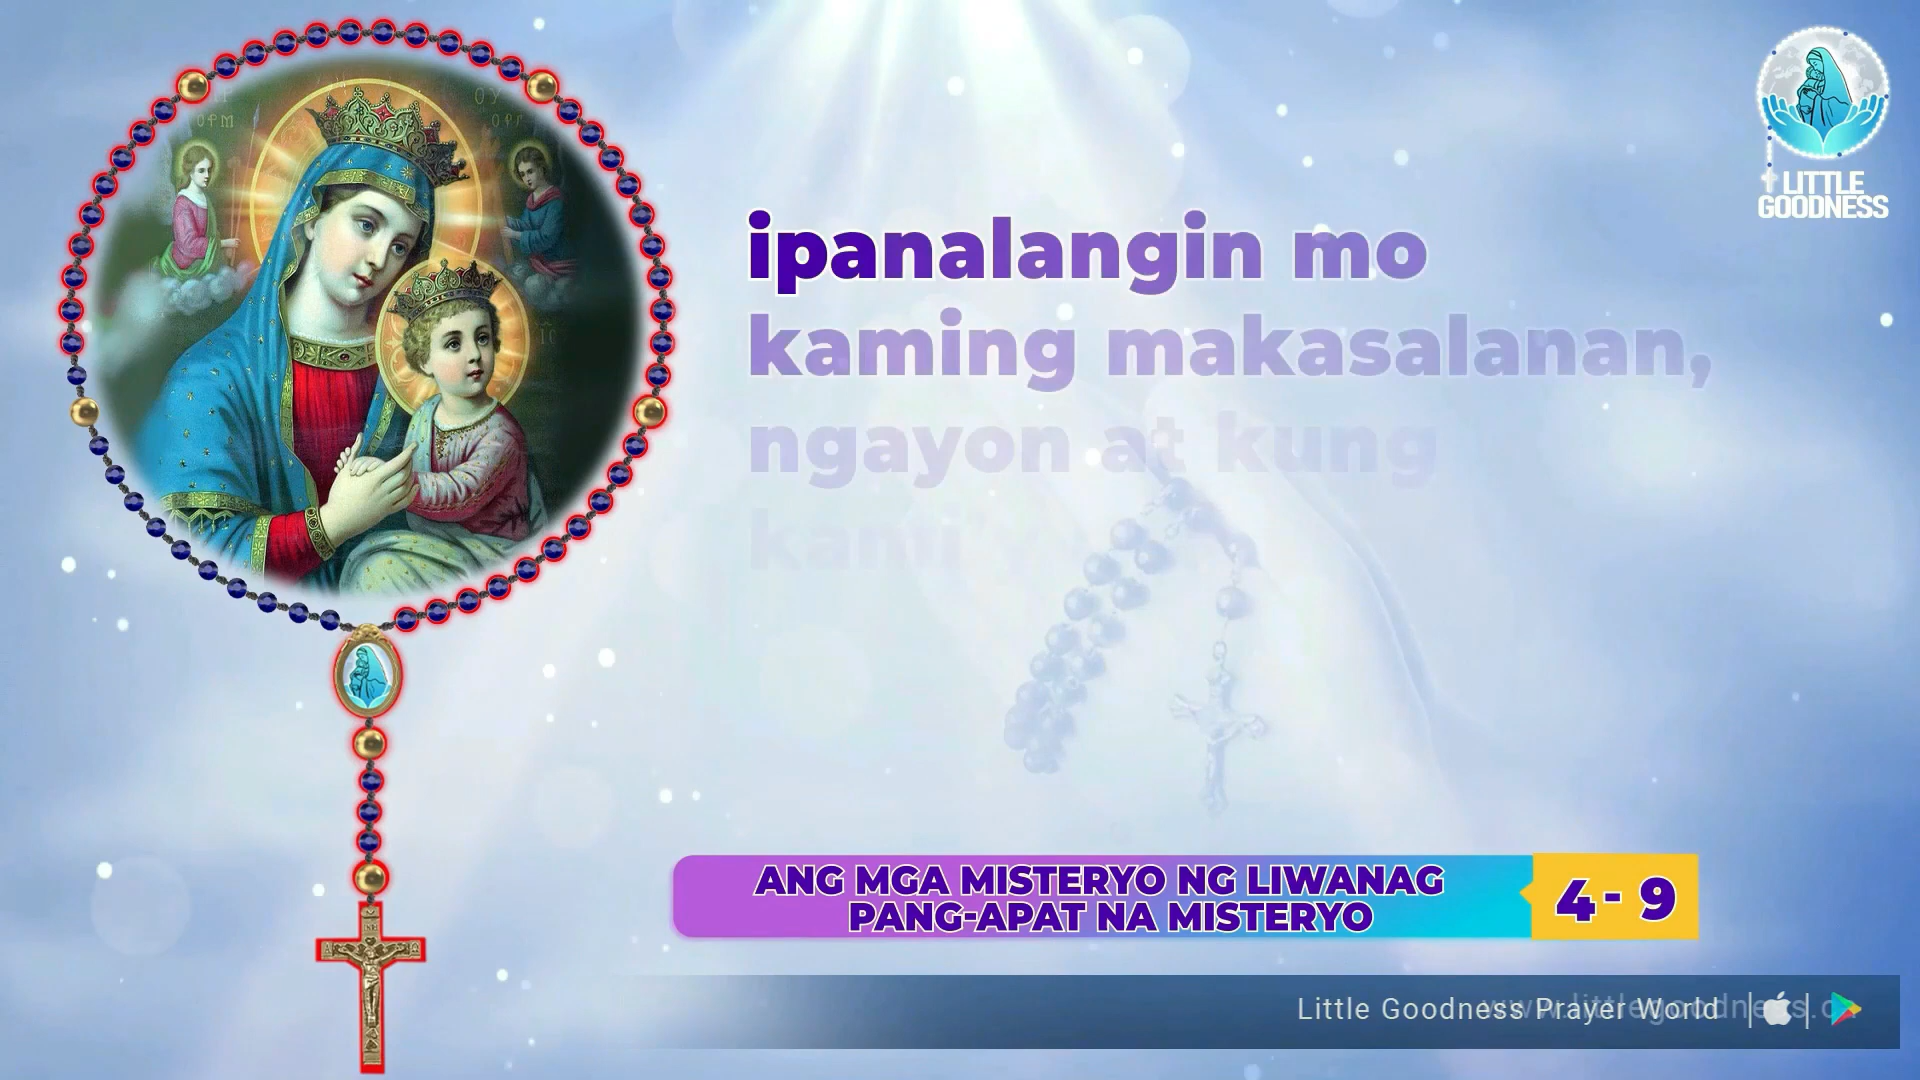 LITTLE
GOODNESS
ipanalangin mo
kaming makasalanan,
ngayon at kung
kami
ANG MGA MISTERYO NG LIWANAG
PANG-APAT NA MISTERYO
4 - 9
Little Goodness Prayer World